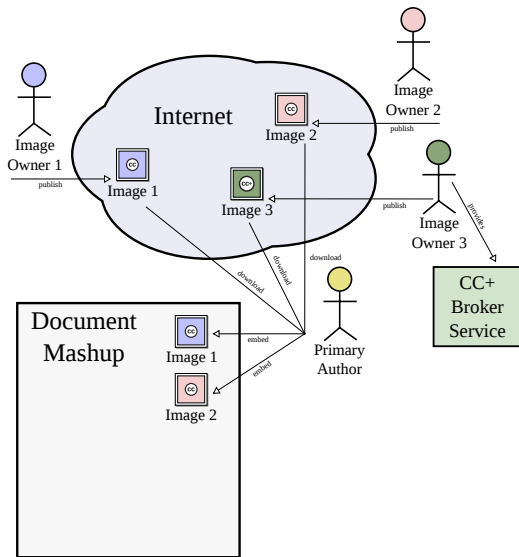 Internet
Image
Owner 1
publish
cc
Image 1
cc
Image 2
cc+
Image 3
Image
Owner 2
publish
publish
Image
Owner 3
provides
CC+
Broker
Service
download
download
download
Primary
Author
Document
Mashup
cc
Image 1
embed
cc
Image 2
embed